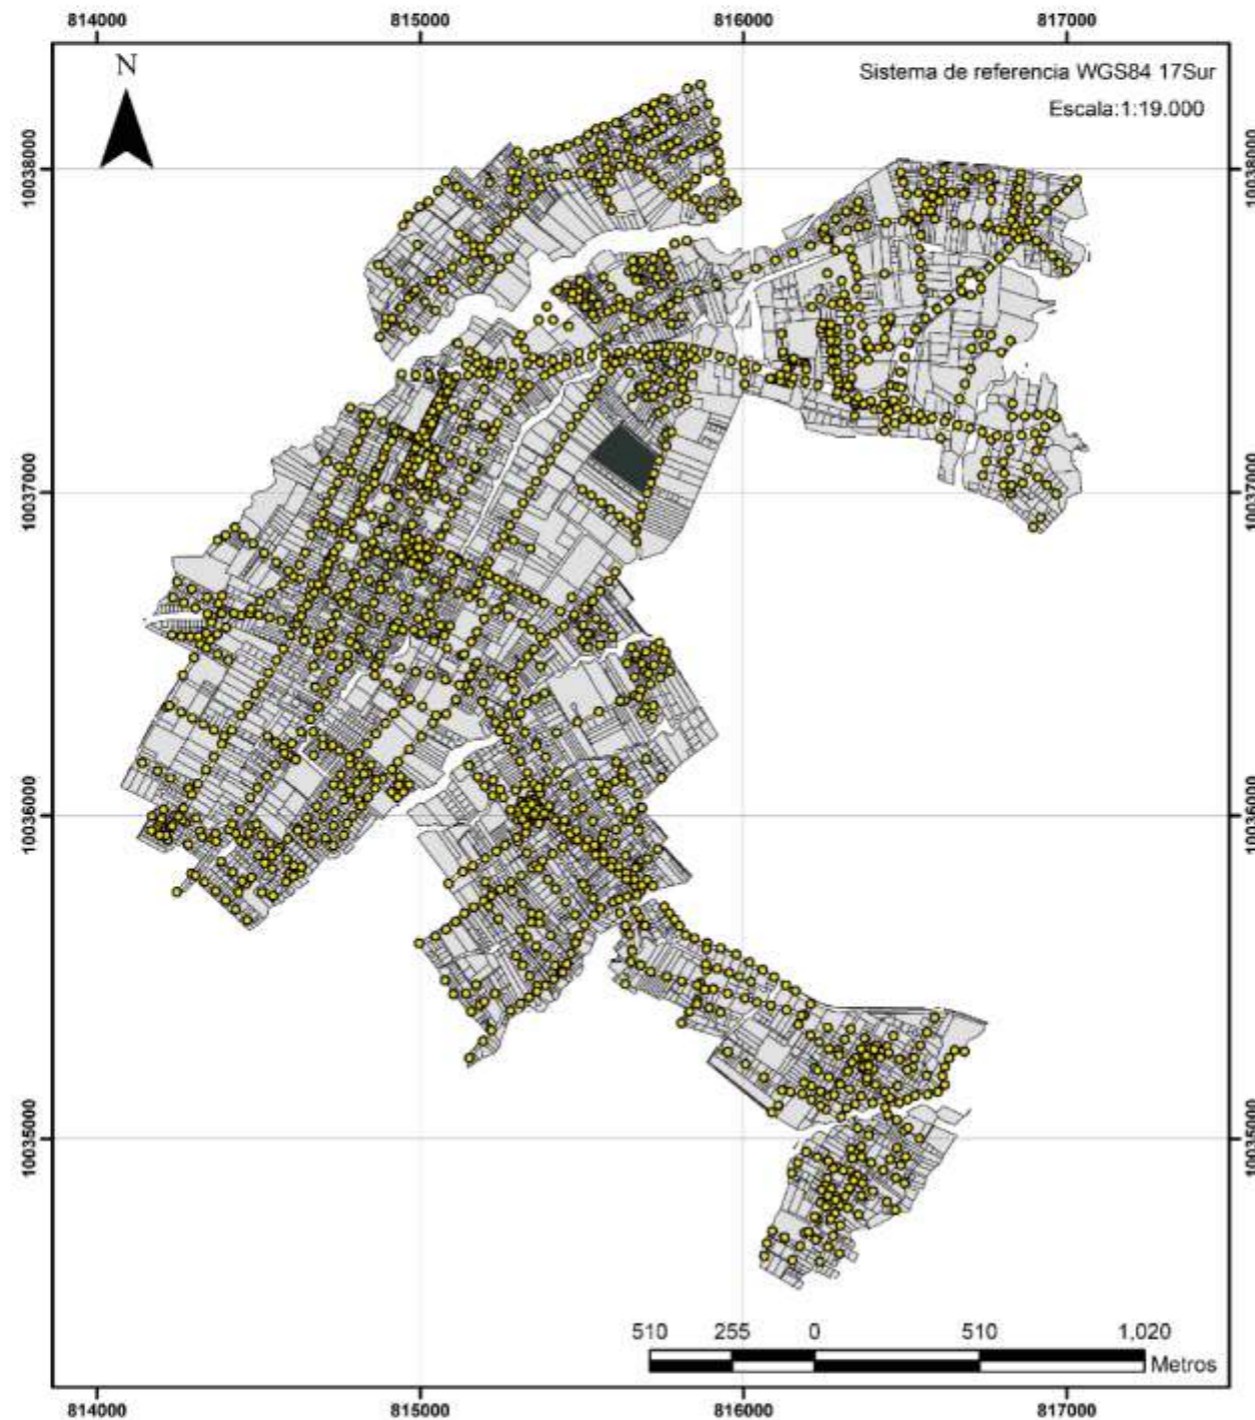 814000 815000 816000 817000
N
Sistema de referencia WGS84 17Sur
Escala:1:19.000
10038000 10038000
10037000 10037000
10036000 10036000
10035000 10035000
510 255 0 510 1,020
Metros
814000 815000 816000 817000